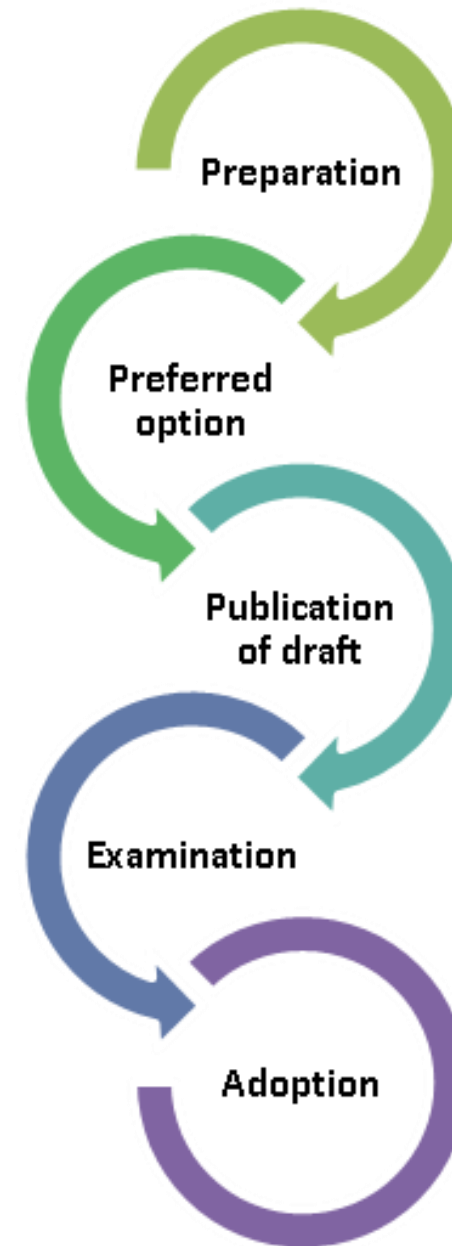 Preparation
Preferred
option
Publication
of draft
Examination
Adoption